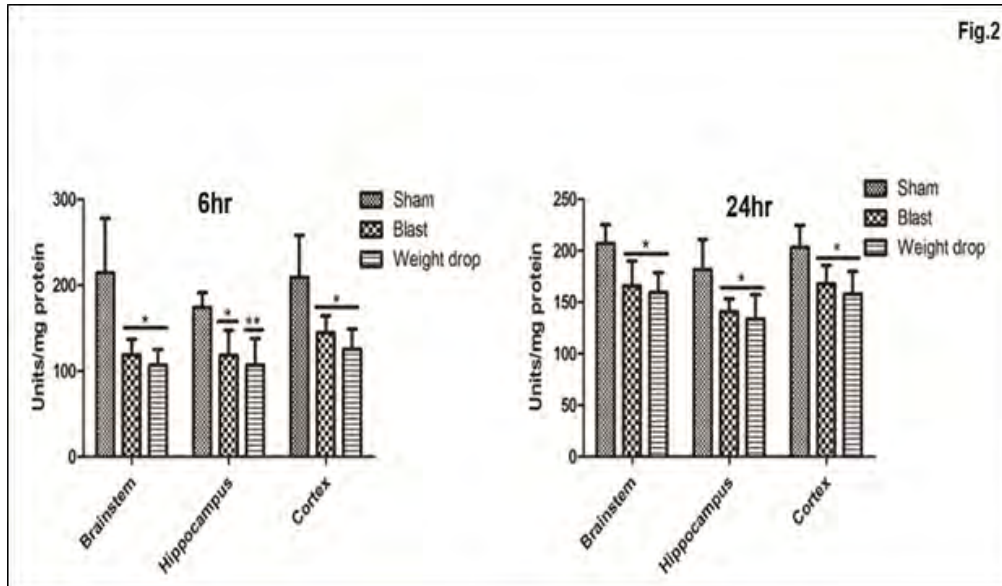 Fig.2
6hr
Sham
Blast
Weight drop
Units/mg protein
300
200
100
0
*
* **
*
Brainstem
Hippocampus
Cortex
24hr
Sham
Blast
Weight drop
Units/mg protein
250
200
150
100
50
0
*
*
*
Brainstem
Hippocampus
Cortex